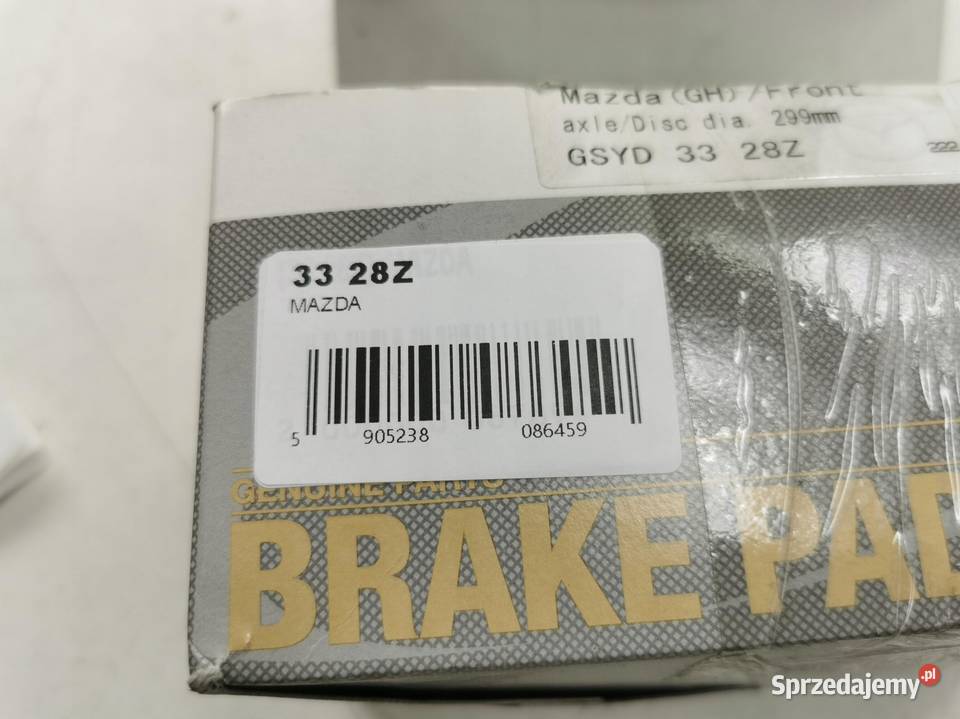 Mazda(GH)/Front
axle/Disc dia. 299mm
GSYD 33 28Z
33 28Z
MAZDA
5 905238 086459
GENUINE PARTS
BRAKE PAD
Sprzedajemy.pl